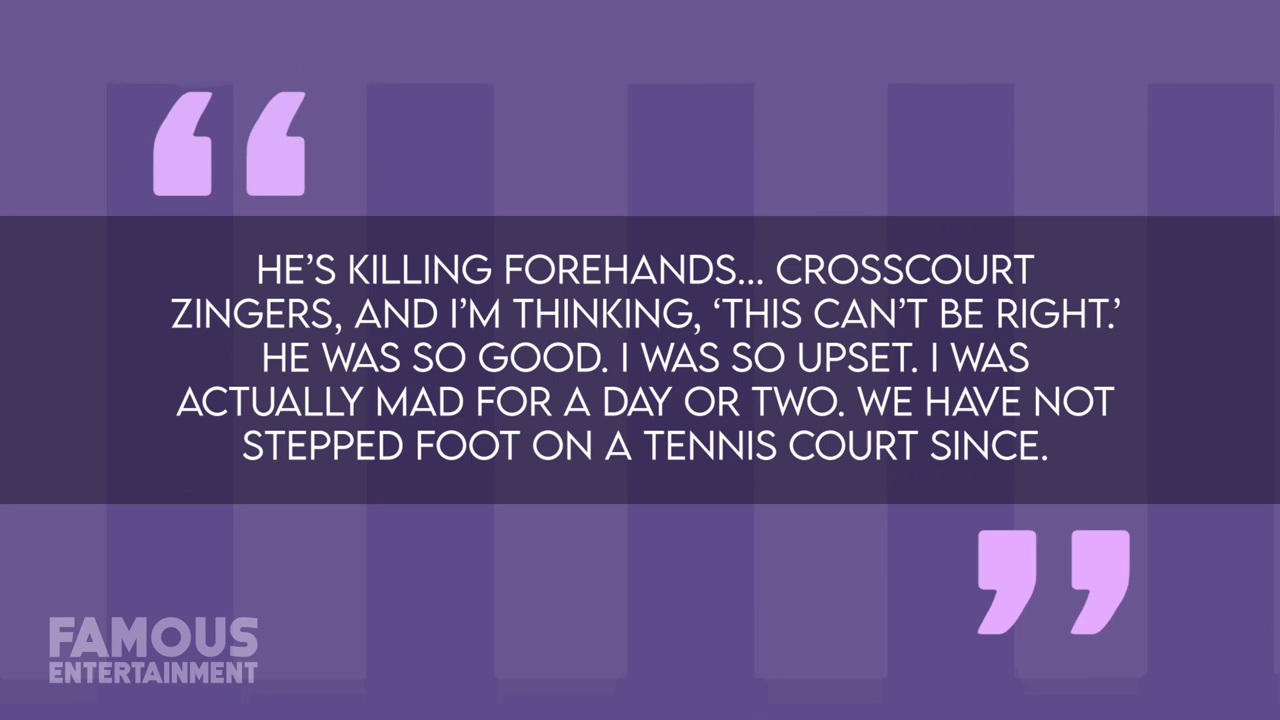 HE’S KILLING FOREHANDS... CROSSCOURT
ZINGERS, AND I’M THINKING, ‘THIS CAN’T BE RIGHT.’
HE WAS SO GOOD. I WAS SO UPSET. I WAS
ACTUALLY MAD FOR A DAY OR TWO. WE HAVE NOT
STEPPED FOOT ON A TENNIS COURT SINCE.
FAMOUS
ENTERTAINMENT